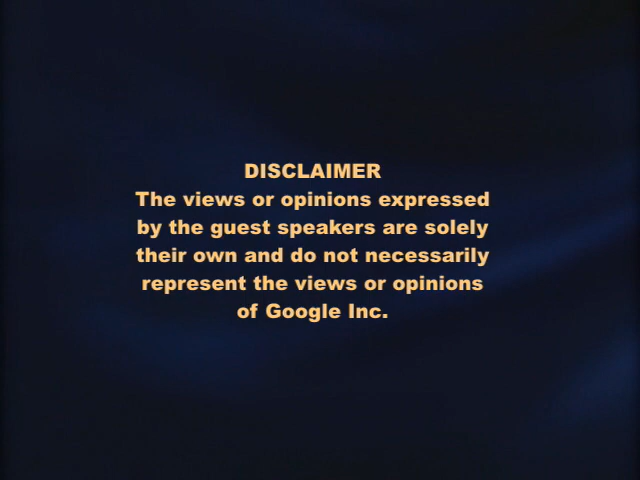 DISCLAIMER
The views or opinions expressed
by the guest speakers are solely
their own and do not necessarily
represent the views or opinions
of Google Inc.